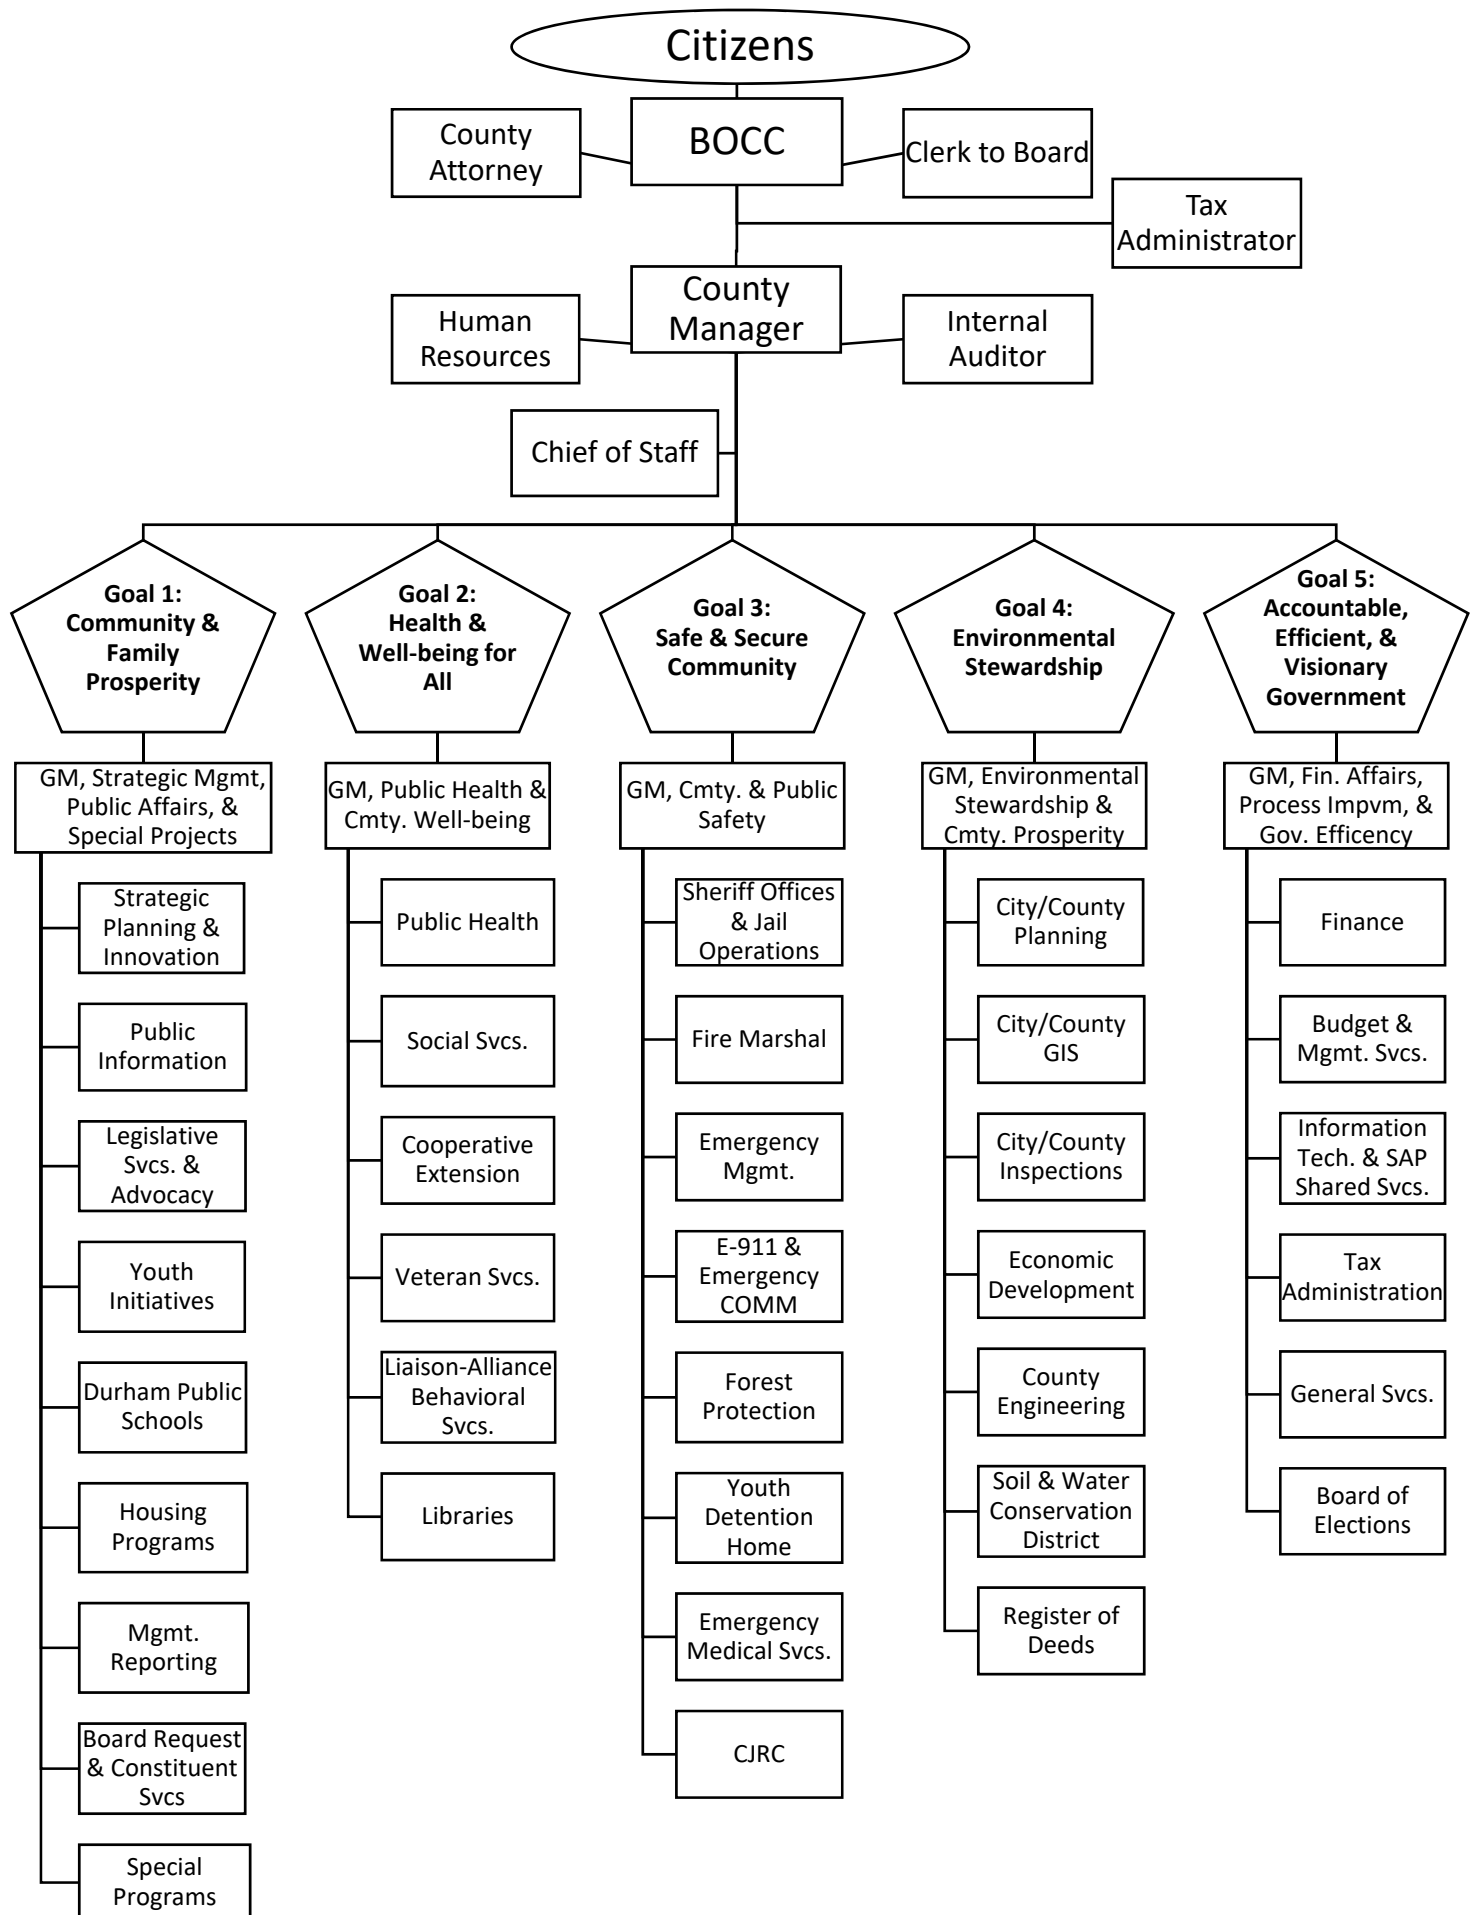 Citizens
County
Attorney
BOCC
Clerk to Board
Tax
Administrator
County
Manager
Human
Resources
Internal
Auditor
Chief of Staff
Goal 1:
Community &
Family
Prosperity
Goal 2:
Health &
Well-being for
All
Goal 3:
Safe & Secure
Community
Goal 4:
Environmental
Stewardship
Goal 5:
Accountable,
Efficient, &
Visionary
Government
GM, Strategic Mgmt,
Public Affairs, &
Special Projects
GM, Public Health &
Cmty. Well-being
GM, Cmty. & Public
Safety
GM, Environmental
Stewardship &
Cmty. Prosperity
GM, Fin. Affairs,
Process Impvm, &
Gov. Efficency
Strategic
Planning &
Innovation
Public
Information
Legislative
Svcs. &
Advocacy
Youth
Initiatives
Durham Public
Schools
Housing
Programs
Mgmt.
Reporting
Board Request
& Constituent
Svcs
Special
Programs
Public Health
Social Svcs.
Cooperative
Extension
Veteran Svcs.
Liaison-Alliance
Behavioral
Svcs.
Libraries
Sheriff Offices
& Jail
Operations
Fire Marshal
Emergency
Mgmt.
E-911 &
Emergency
COMM
Forest
Protection
Youth
Detention
Home
Emergency
Medical Svcs.
CJRC
City/County
Planning
City/County
GIS
City/County
Inspections
Economic
Development
County
Engineering
Soil & Water
Conservation
District
Register of
Deeds
Finance
Budget &
Mgmt. Svcs.
Information
Tech. & SAP
Shared Svcs.
Tax
Administration
General Svcs.
Board of
Elections